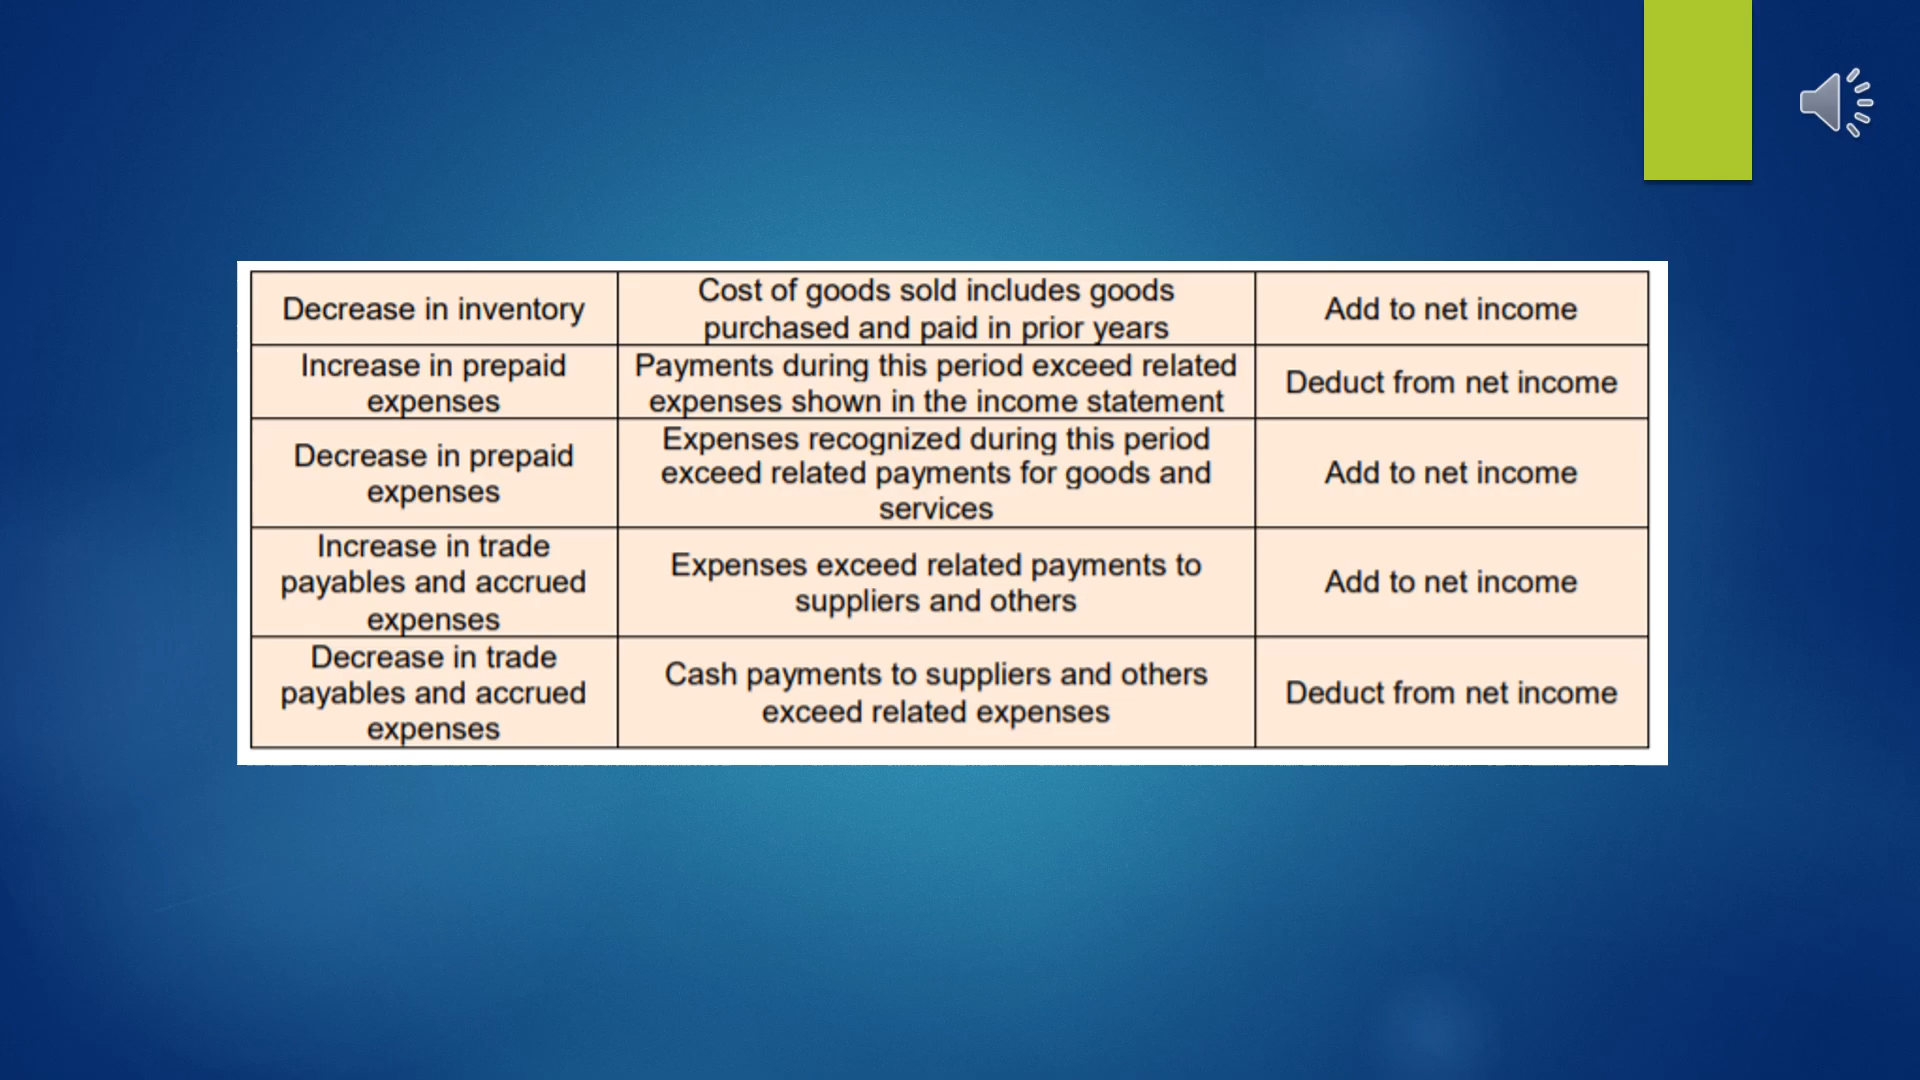 Decrease in inventory
Cost of goods sold includes goods
purchased and paid in prior years
Add to net income
Increase in prepaid
expenses
Payments during this period exceed related
expenses shown in the income statement
Deduct from net income
Decrease in prepaid
expenses
Expenses recognized during this period
exceed related payments for goods and
services
Add to net income
Increase in trade
payables and accrued
expenses
Expenses exceed related payments to
suppliers and others
Add to net income
Decrease in trade
payables and accrued
expenses
Cash payments to suppliers and others
exceed related expenses
Deduct from net income